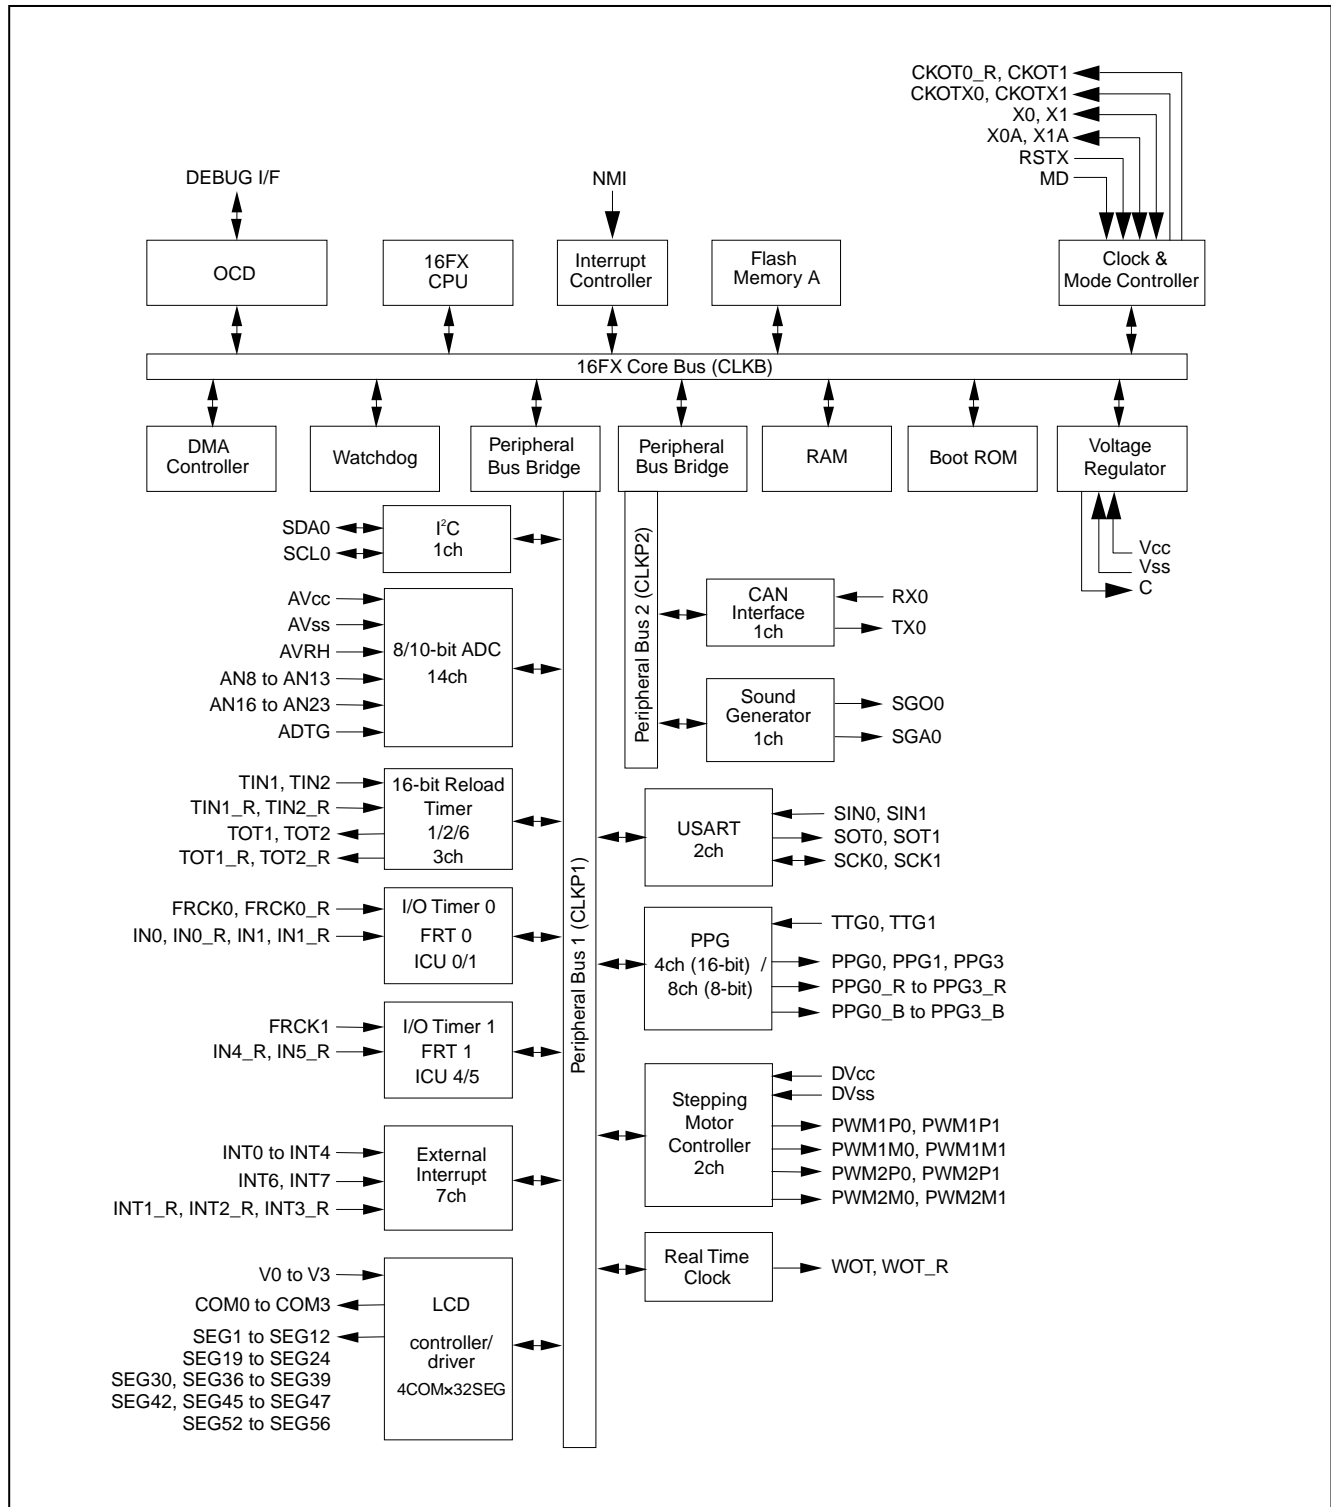 CKOT0_R, CKOT1
CKOTX0, CKOTX1
X0, X1
X0A, X1A
RSTX
MD
DEBUG I/F
NMI
OCD
16FX
CPU
Interrupt
Controller
Flash
Memory A
Clock &
Mode Controller
16FX Core Bus (CLKB)
DMA
Controller
Watchdog
Peripheral
Bus Bridge
Peripheral
Bus Bridge
RAM
Boot ROM
Voltage
Regulator
Vcc
Vss
C
Peripheral Bus 1 (CLKP1)
Peripheral Bus 2 (CLKP2)
SDA0
SCL0
I²C
1ch
AVcc
AVss
AVRH
AN8 to AN13
AN16 to AN23
ADTG
8/10-bit ADC
14ch
TIN1, TIN2
TIN1_R, TIN2_R
TOT1, TOT2
TOT1_R, TOT2_R
16-bit Reload
Timer
1/2/6
3ch
FRCK0, FRCK0_R
IN0, IN0_R, IN1, IN1_R
I/O Timer 0
FRT 0
ICU 0/1
FRCK1
IN4_R, IN5_R
I/O Timer 1
FRT 1
ICU 4/5
INT0 to INT4
INT6, INT7
INT1_R, INT2_R, INT3_R
External
Interrupt
7ch
V0 to V3
COM0 to COM3
SEG1 to SEG12
SEG19 to SEG24
SEG30, SEG36 to SEG39
SEG42, SEG45 to SEG47
SEG52 to SEG56
LCD
controller/
driver
4COM×32SEG
CAN
Interface
1ch
RX0
TX0
Sound
Generator
1ch
SGO0
SGA0
USART
2ch
SIN0, SIN1
SOT0, SOT1
SCK0, SCK1
PPG
4ch (16-bit) /
8ch (8-bit)
TTG0, TTG1
PPG0, PPG1, PPG3
PPG0_R to PPG3_R
PPG0_B to PPG3_B
Stepping
Motor
Controller
2ch
DVcc
DVss
PWM1P0, PWM1P1
PWM1M0, PWM1M1
PWM2P0, PWM2P1
PWM2M0, PWM2M1
Real Time
Clock
WOT, WOT_R